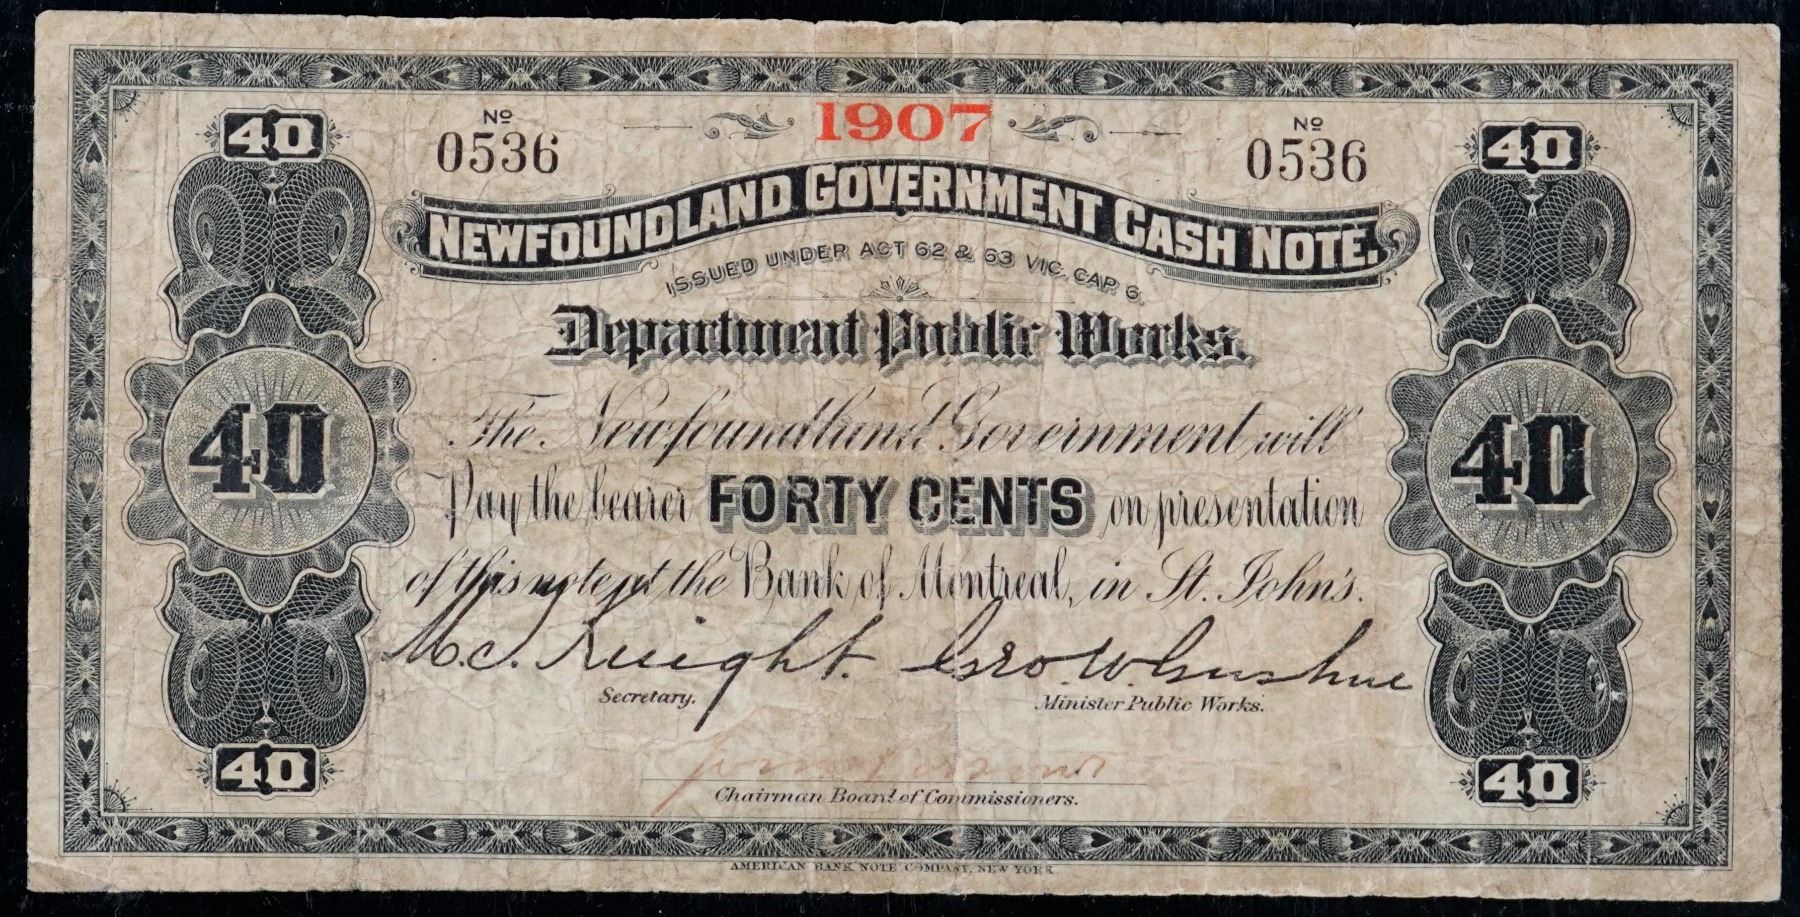 1907
40 Nº 0536 Nº 0536 40
NEWFOUNDLAND GOVERNMENT CASH NOTE.
ISSUED UNDER ACT 62 & 63 VIC. CAP. 6.
Department Public Works.
The Newfoundland Government will
40 Pay the bearer FORTY CENTS on presentation 40
of this note at the Bank of Montreal, in St. John's.
M.C. Knight. Geo. W. Gushue
Secretary. Minister Public Works.
40 40
Chairman Board of Commissioners.
AMERICAN BANK NOTE COMPANY, NEW YORK.